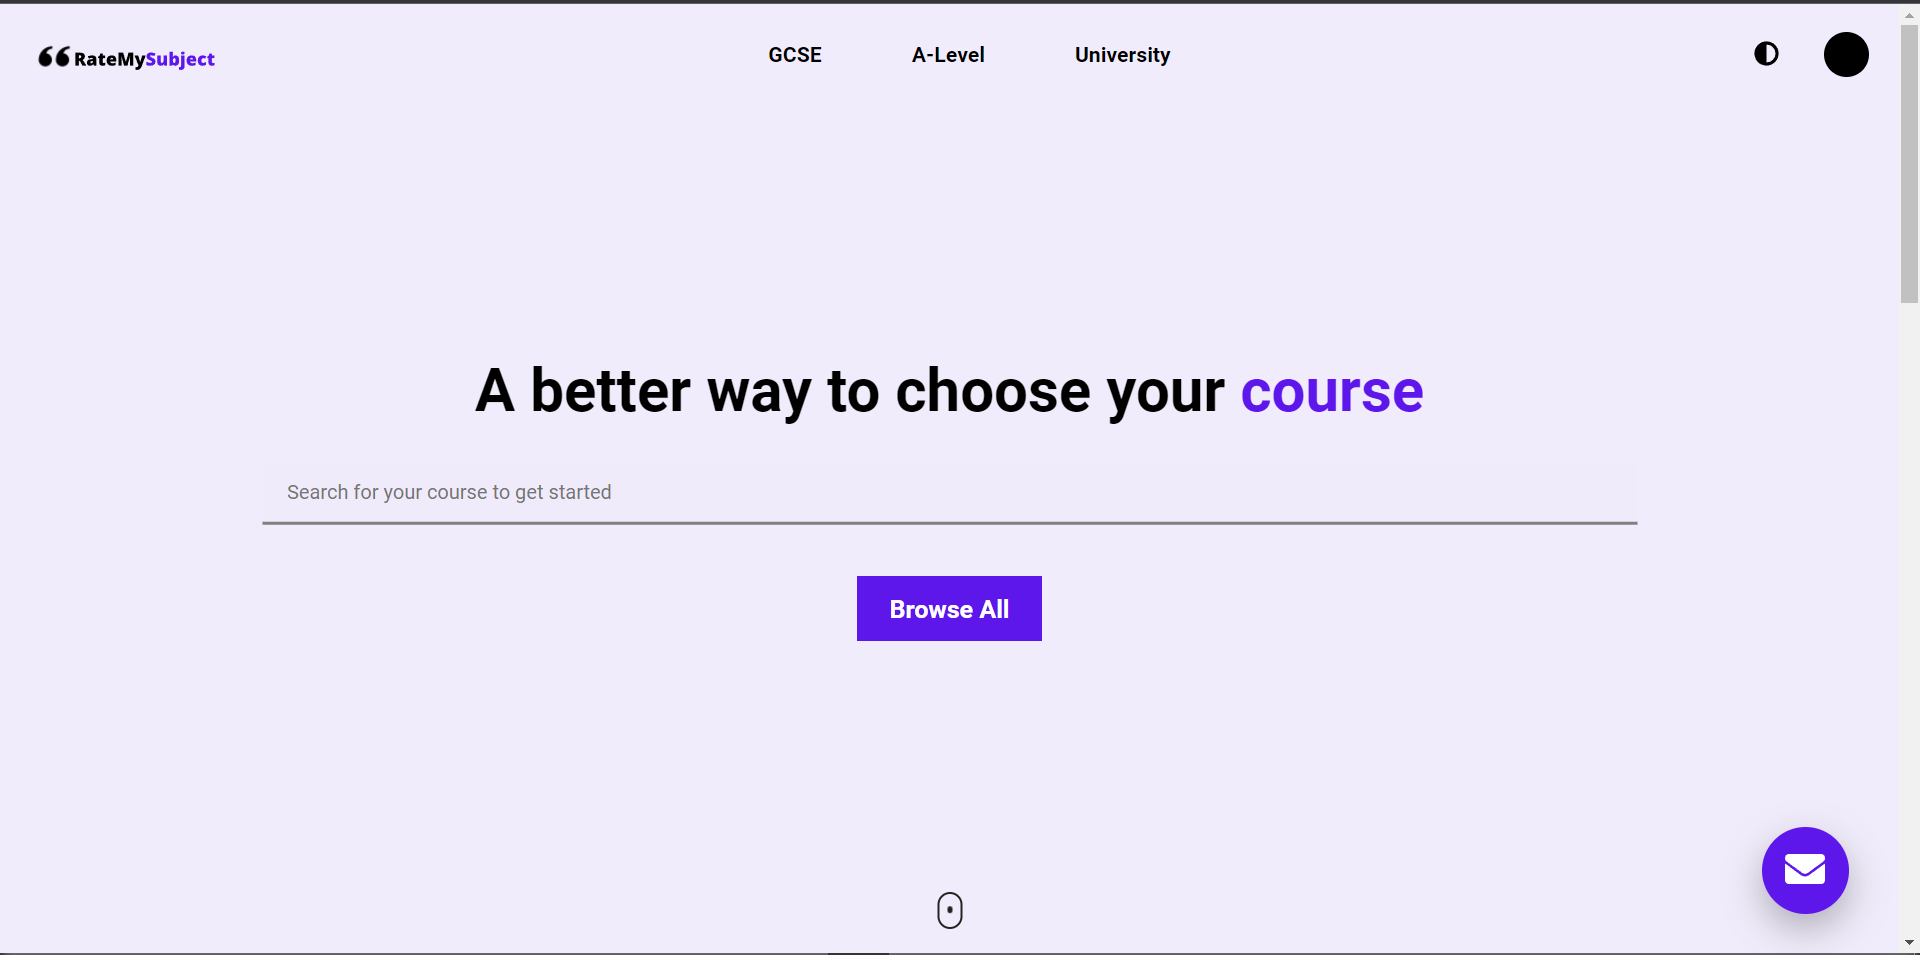 RateMySubject
GCSE
A-Level
University
A better way to choose your course
Search for your course to get started
Browse All